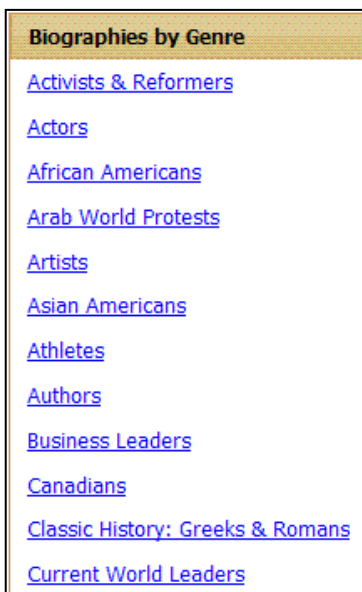 Biographies by Genre
Activists & Reformers
Actors
African Americans
Arab World Protests
Artists
Asian Americans
Athletes
Authors
Business Leaders
Canadians
Classic History: Greeks & Romans
Current World Leaders